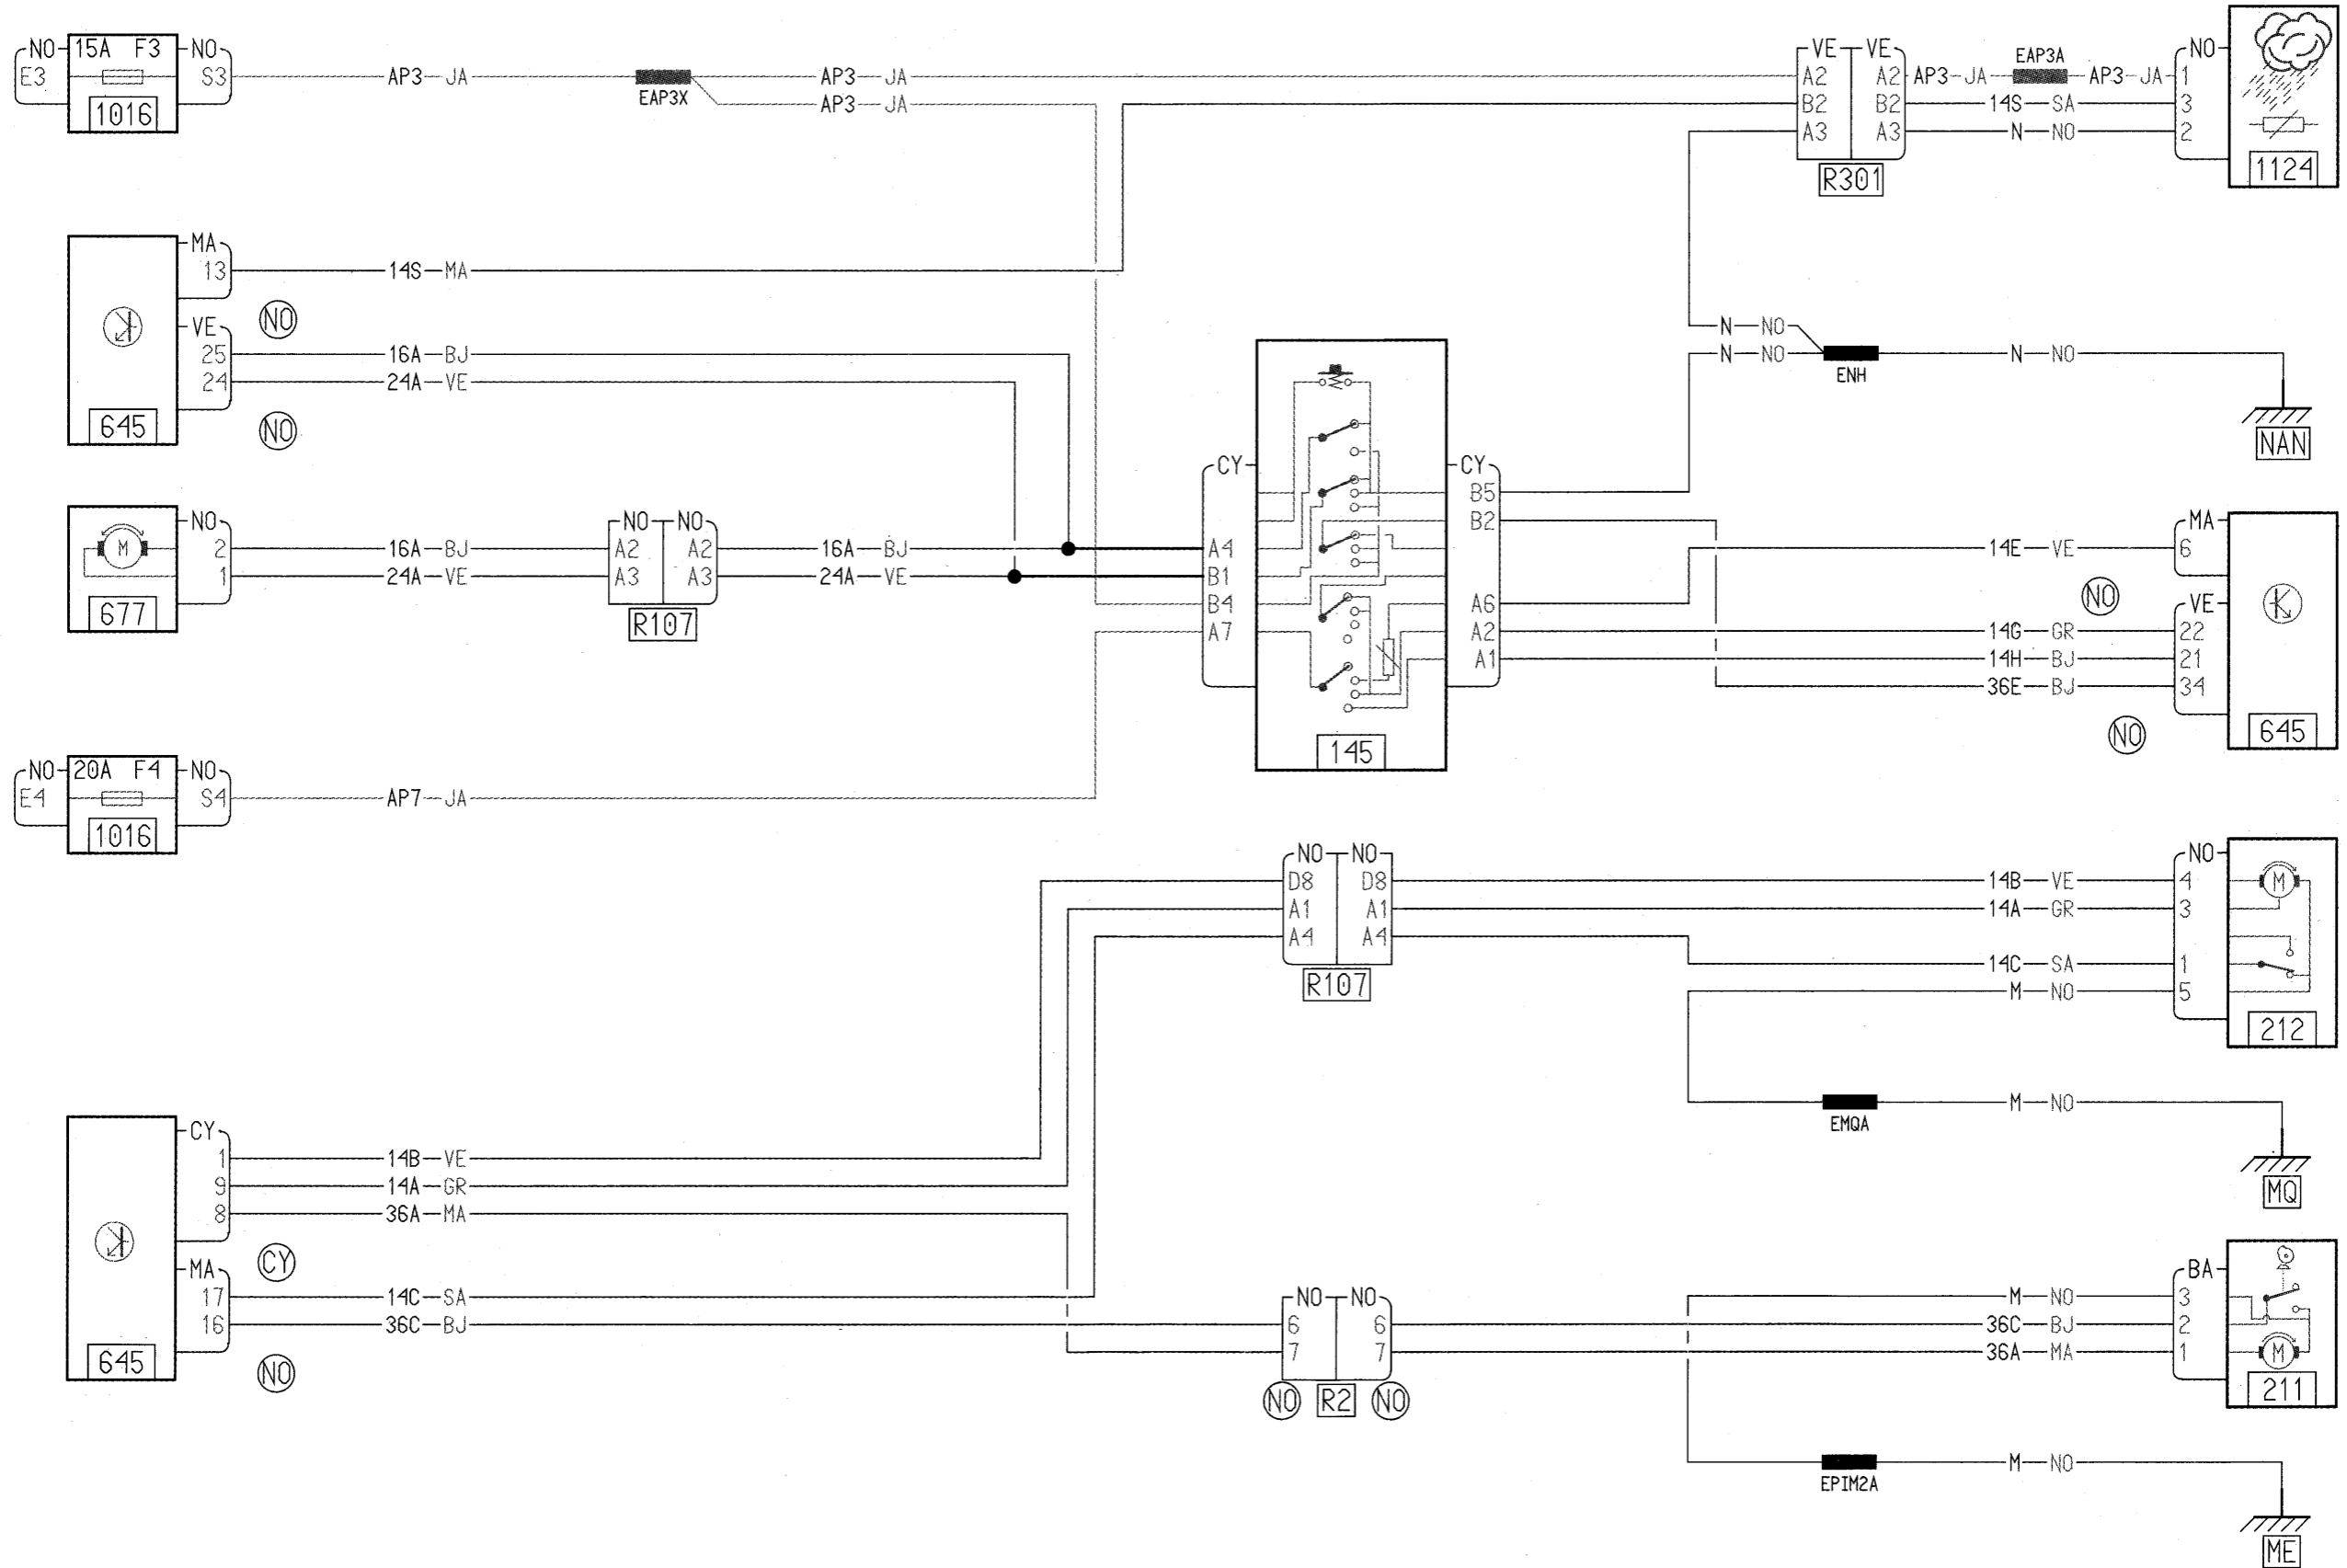 NO 15A F3 NO
E3 S3 AP3 JA EAP3X AP3 JA
AP3 JA
1016
VE VE EAP3A NO
A2 A2 AP3 JA AP3 JA 1
B2 B2 14S SA 3
A3 A3 N NO 2
R301
1124
MA
13 14S MA
NO
VE
25 16A BJ
24 24A VE
645
NO
N NO
N NO ENH N NO
NAN
NO
2 16A BJ
1 24A VE
677
NO NO
A2 A2 16A BJ
A3 A3 24A VE
R107
CY
A4
B1
B4
A7
145
CY
B5
B2
A6
A2
A1
MA
14E VE 6
NO
VE
14G GR 22
14H BJ 21
36E BJ 34
645
NO
NO 20A F4 NO
E4 S4 AP7 JA
1016
NO NO
D8 D8
A1 A1
A4 A4
R107
NO
14B VE 4
14A GR 3
14C SA 1
M NO 5
M
212
EMQA M NO
MQ
CY
1 14B VE
9 14A GR
8 36A MA
CY
MA
17 14C SA
16 36C BJ
645
NO
NO NO
6 6
7 7
NO R2 NO
BA
M NO 3
36C BJ 2
36A MA 1
M
211
EPIM2A M NO
ME
M